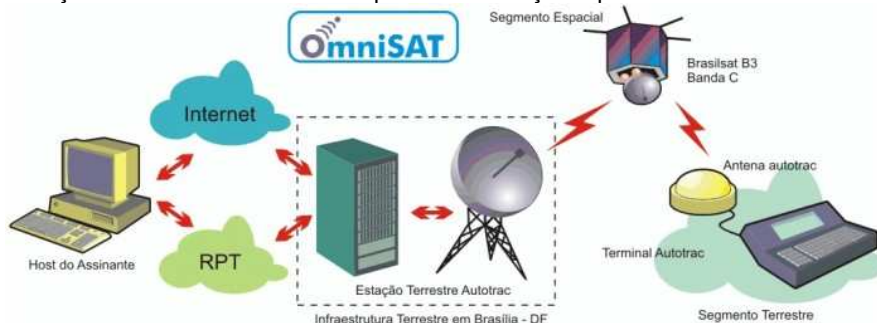 OmniSAT
Segmento Espacial
Brasilsat B3
Banda C
Internet
Antena autotrac
Host do Assinante
RPT
Estação Terrestre Autotrac
Terminal Autotrac
Infraestrutura Terrestre em Brasília - DF
Segmento Terrestre